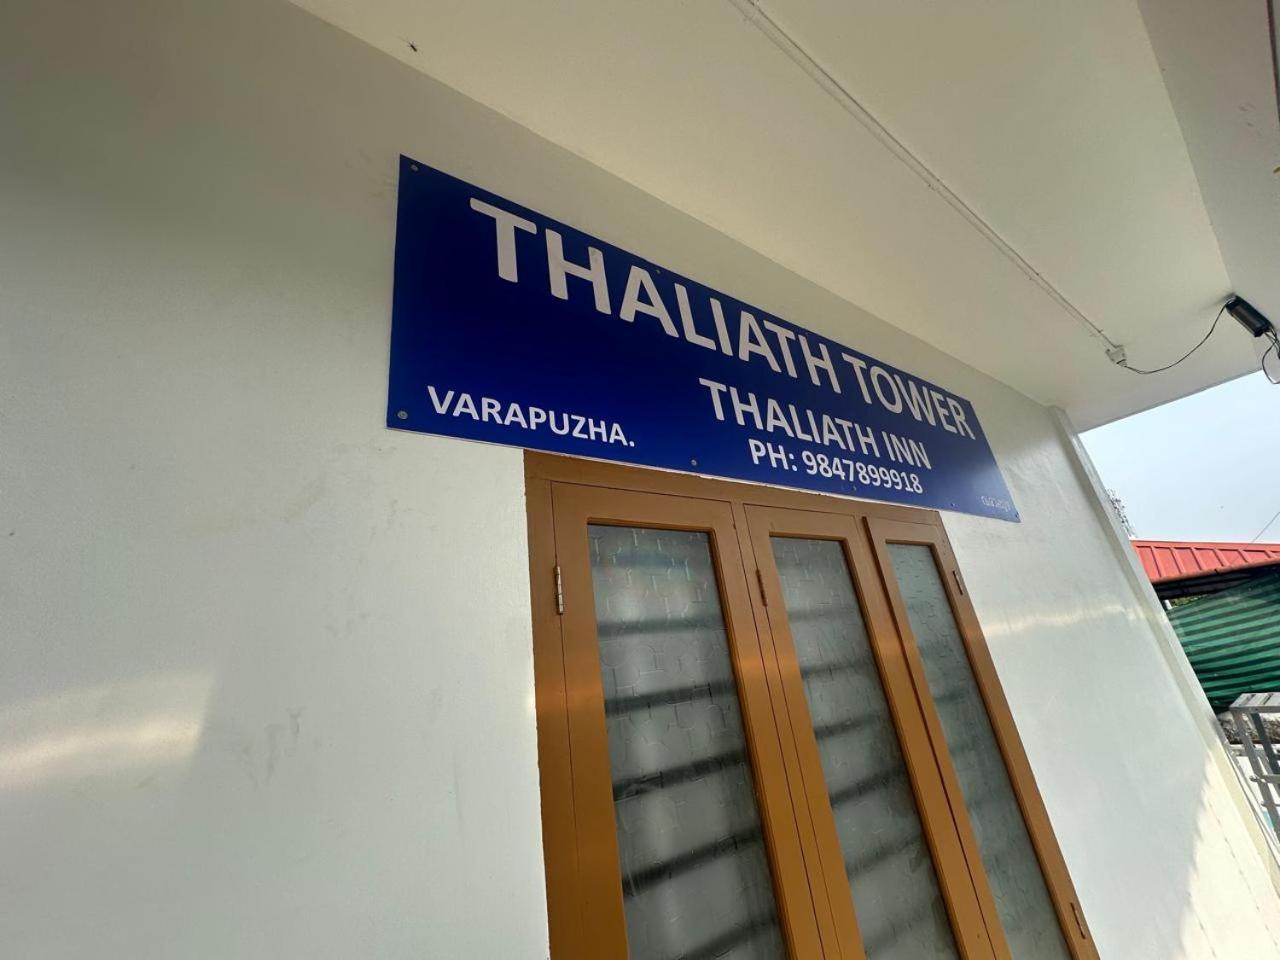 THALIATH TOWER
THALIATH INN
VARAPUZHA.
PH: 9847899918